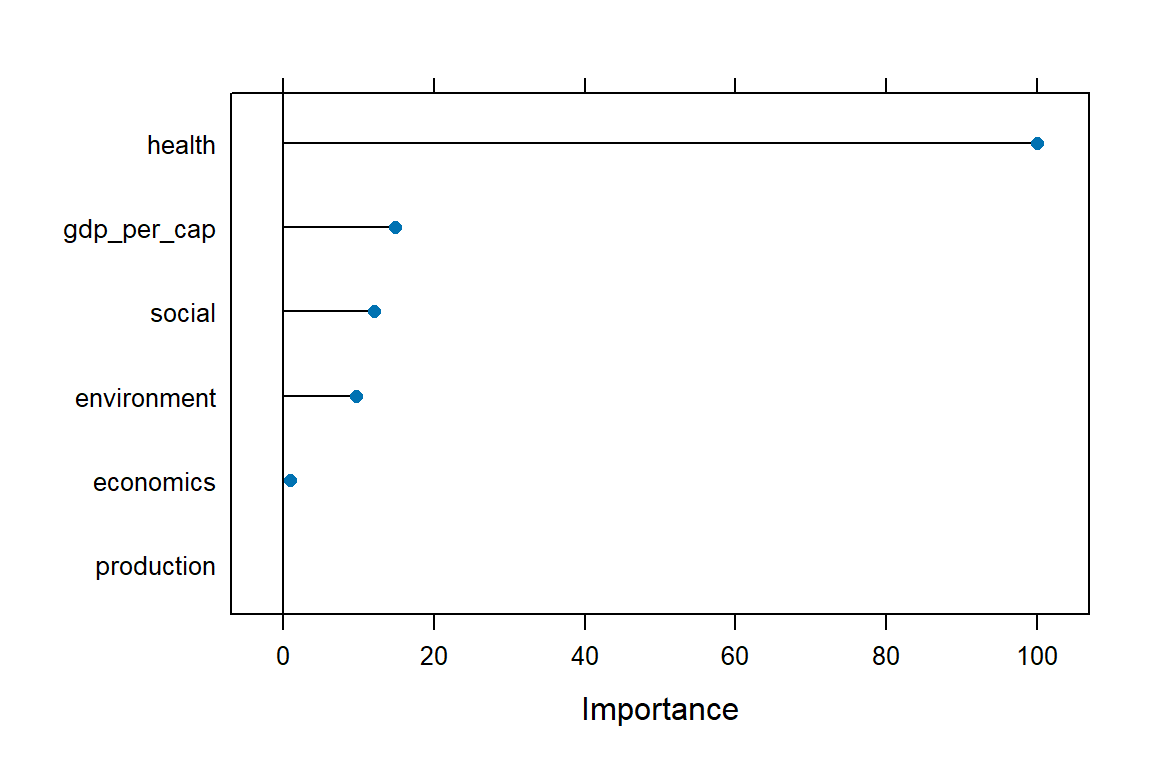 health
gdp_per_cap
social
environment
economics
production
0 20 40 60 80 100
Importance